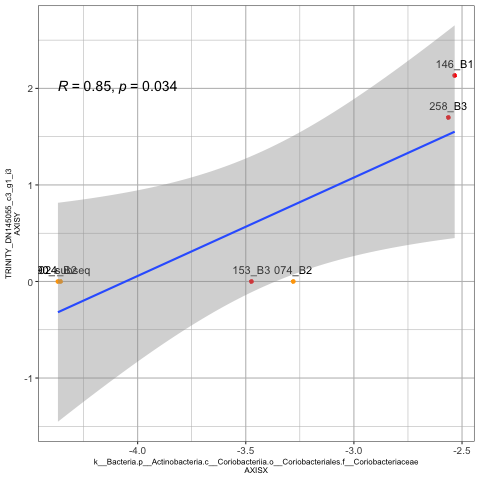 146_B1
258_B3
R = 0.85, p = 0.034
153_B3 074_B2
2
1
0
-1
-4.0 -3.5 -3.0 -2.5
TRINITY_DN145055_c3_g1_i3
AXISY
k__Bacteria.p__Actinobacteria.c__Coriobacteriia.o__Coriobacteriales.f__Coriobacteriaceae
AXISX